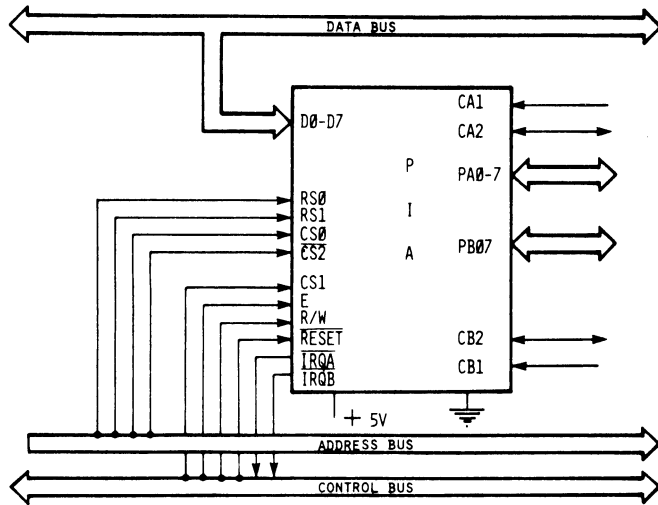 DATA BUS
D0-D7
CA1
CA2
P
PA0-7
RS0
RS1
I
CS0
CS2
A
PB07
CS1
E
R/W
RESET
CB2
IRQA
CB1
IRQB
+ 5V
ADDRESS BUS
CONTROL BUS